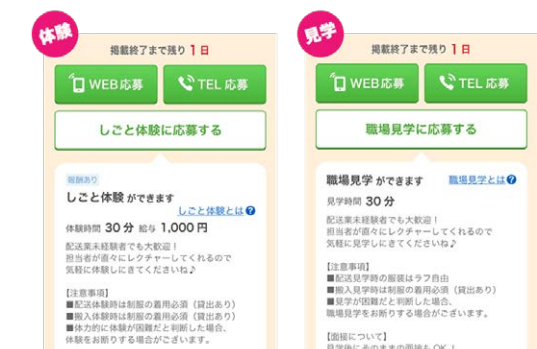 体験
掲載終了まで残り 1 日
WEB応募
TEL 応募
しごと体験に応募する
報酬あり
しごと体験 ができます
しごと体験とは?
体験時間 30 分 給与 1,000 円
配送業未経験者でも大歓迎！
担当者が直々にレクチャーしてくれるので
気軽に体験しにきてくださいね♪
【注意事項】
■配送体験時は制服の着用必須（貸出あり）
■搬入体験時は制服の着用必須（貸出あり）
■体力的に体験が困難だと判断した場合、
体験をお断りする場合がございます。
見学
掲載終了まで残り 1 日
WEB応募
TEL 応募
職場見学に応募する
職場見学 ができます
職場見学とは?
見学時間 30 分
配送業未経験者でも大歓迎！
担当者が直々にレクチャーしてくれるので
気軽に見学しにきてくださいね♪
【注意事項】
■配送見学時の服装はラフ自由
■搬入見学時は制服の着用必須（貸出あり）
■見学が困難だと判断した場合、
職場見学をお断りする場合がございます。
【面接について】
見学後にそのままの面接も OK ！